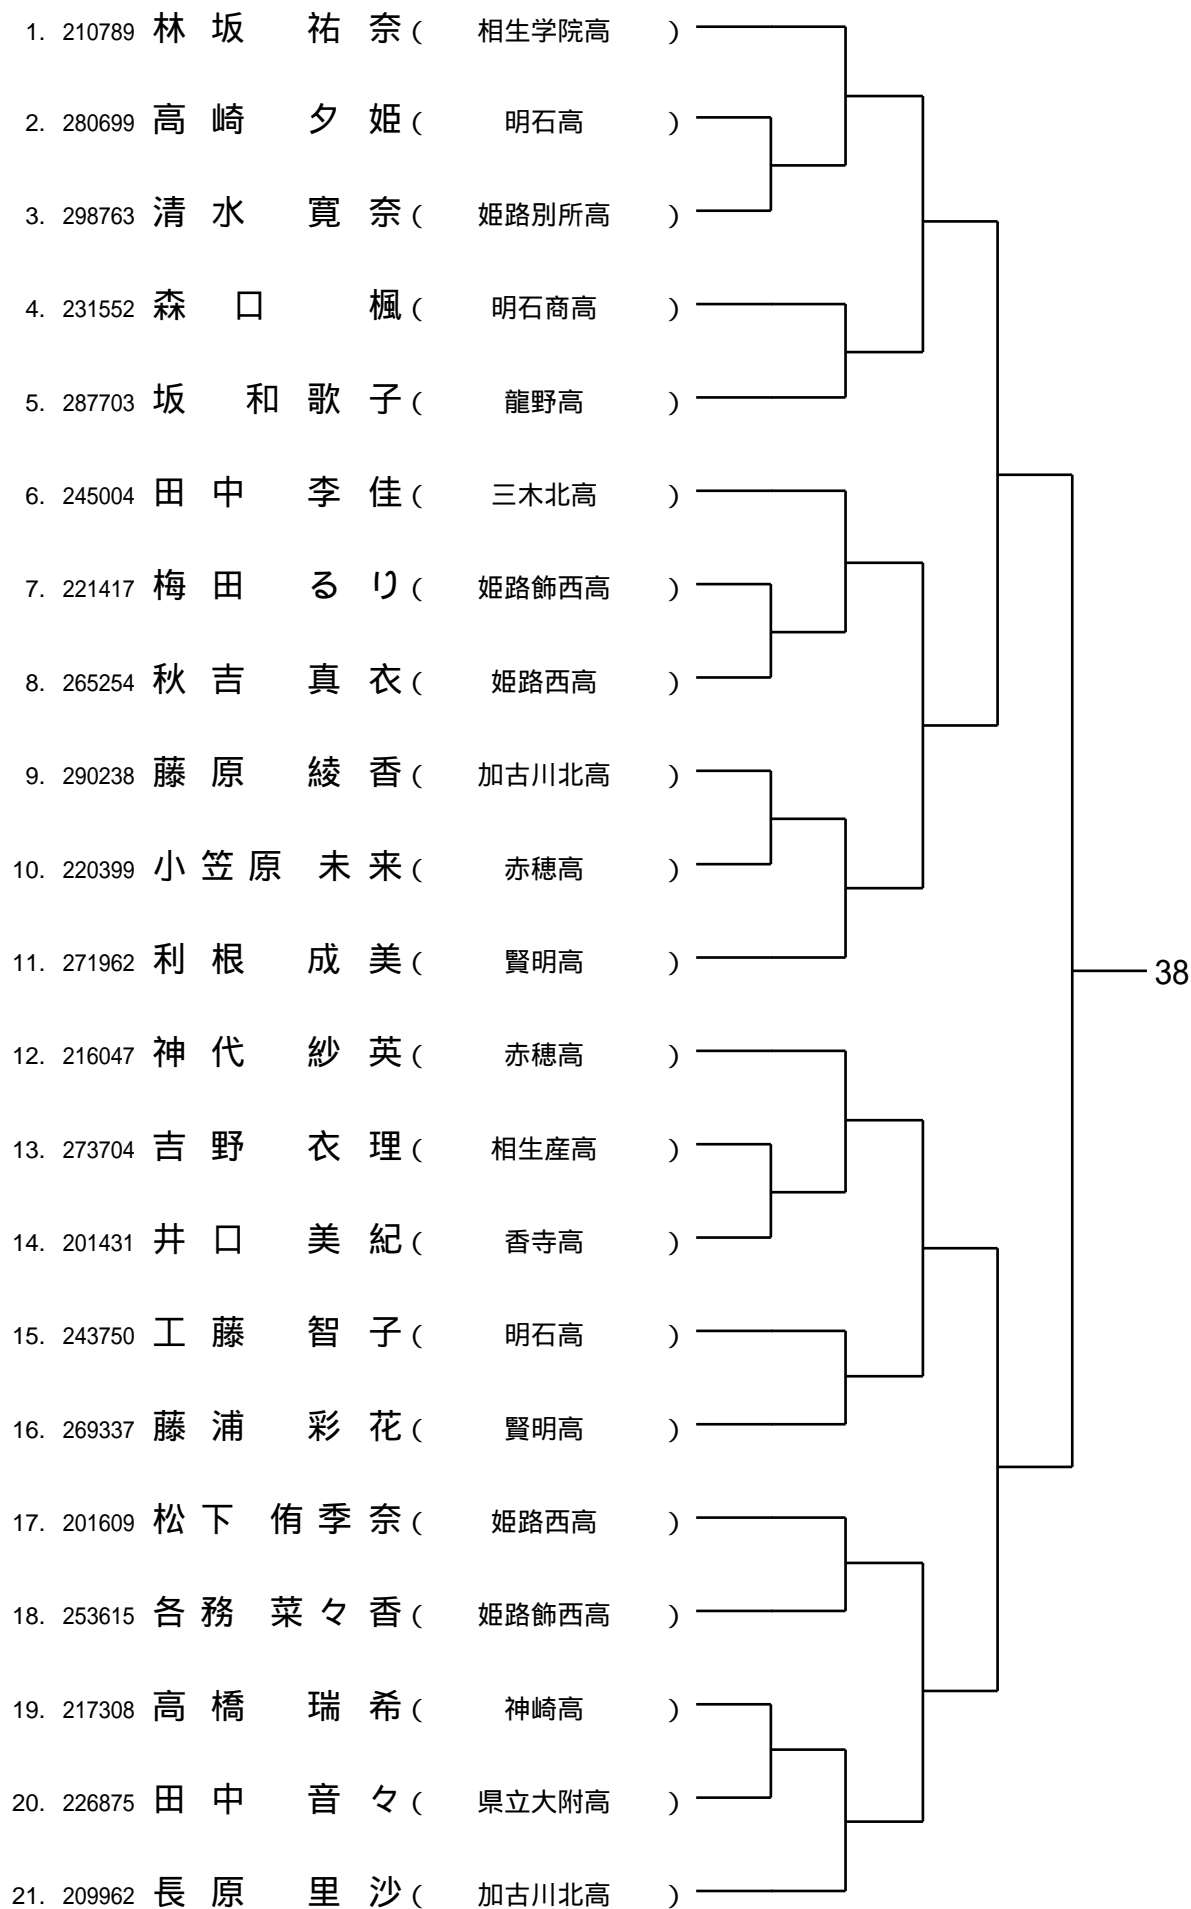 1. 210789 林坂 祐奈 ( 相生学院高 )
2. 280699 高崎 夕姫 ( 明石高 )
3. 298763 清水 寛奈 ( 姫路別所高 )
4. 231552 森口 楓 ( 明石商高 )
5. 287703 坂 和歌子 ( 龍野高 )
6. 245004 田中 李佳 ( 三木北高 )
7. 221417 梅田 るり ( 姫路飾西高 )
8. 265254 秋吉 真衣 ( 姫路西高 )
9. 290238 藤原 綾香 ( 加古川北高 )
10. 220399 小笠原 未来 ( 赤穂高 )
11. 271962 利根 成美 ( 賢明高 )
38
12. 216047 神代 紗英 ( 赤穂高 )
13. 273704 吉野 衣理 ( 相生産高 )
14. 201431 井口 美紀 ( 香寺高 )
15. 243750 工藤 智子 ( 明石高 )
16. 269337 藤浦 彩花 ( 賢明高 )
17. 201609 松下 侑季奈 ( 姫路西高 )
18. 253615 各務 菜々香 ( 姫路飾西高 )
19. 217308 高橋 瑞希 ( 神崎高 )
20. 226875 田中 音々 ( 県立大附高 )
21. 209962 長原 里沙 ( 加古川北高 )